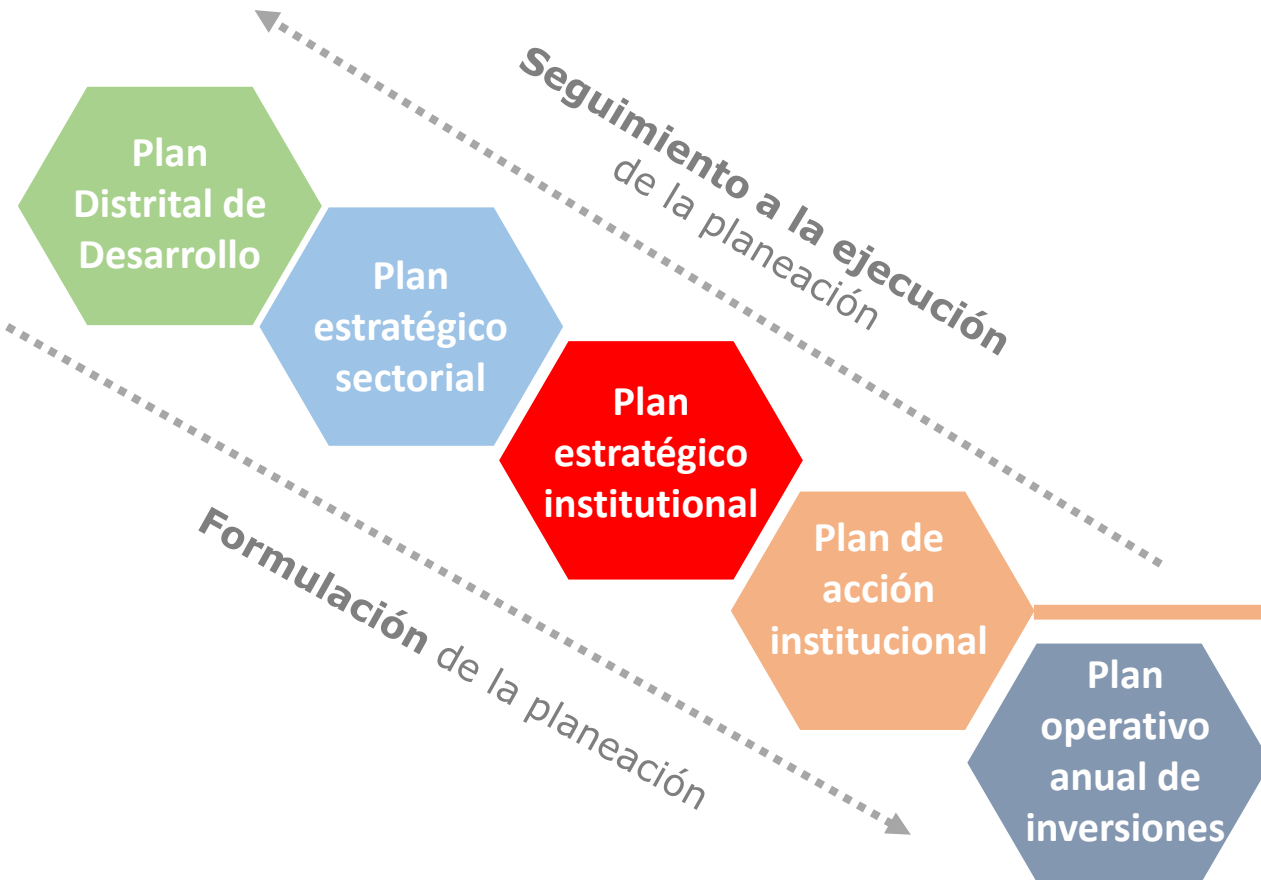 Plan
Distrital de
Desarrollo
Plan
estratégico
sectorial
Plan
estratégico
institutional
Plan de
acción
institucional
Plan
operativo
anual de
inversiones
Seguimiento a la ejecución
de la planeación
Formulación de la planeación